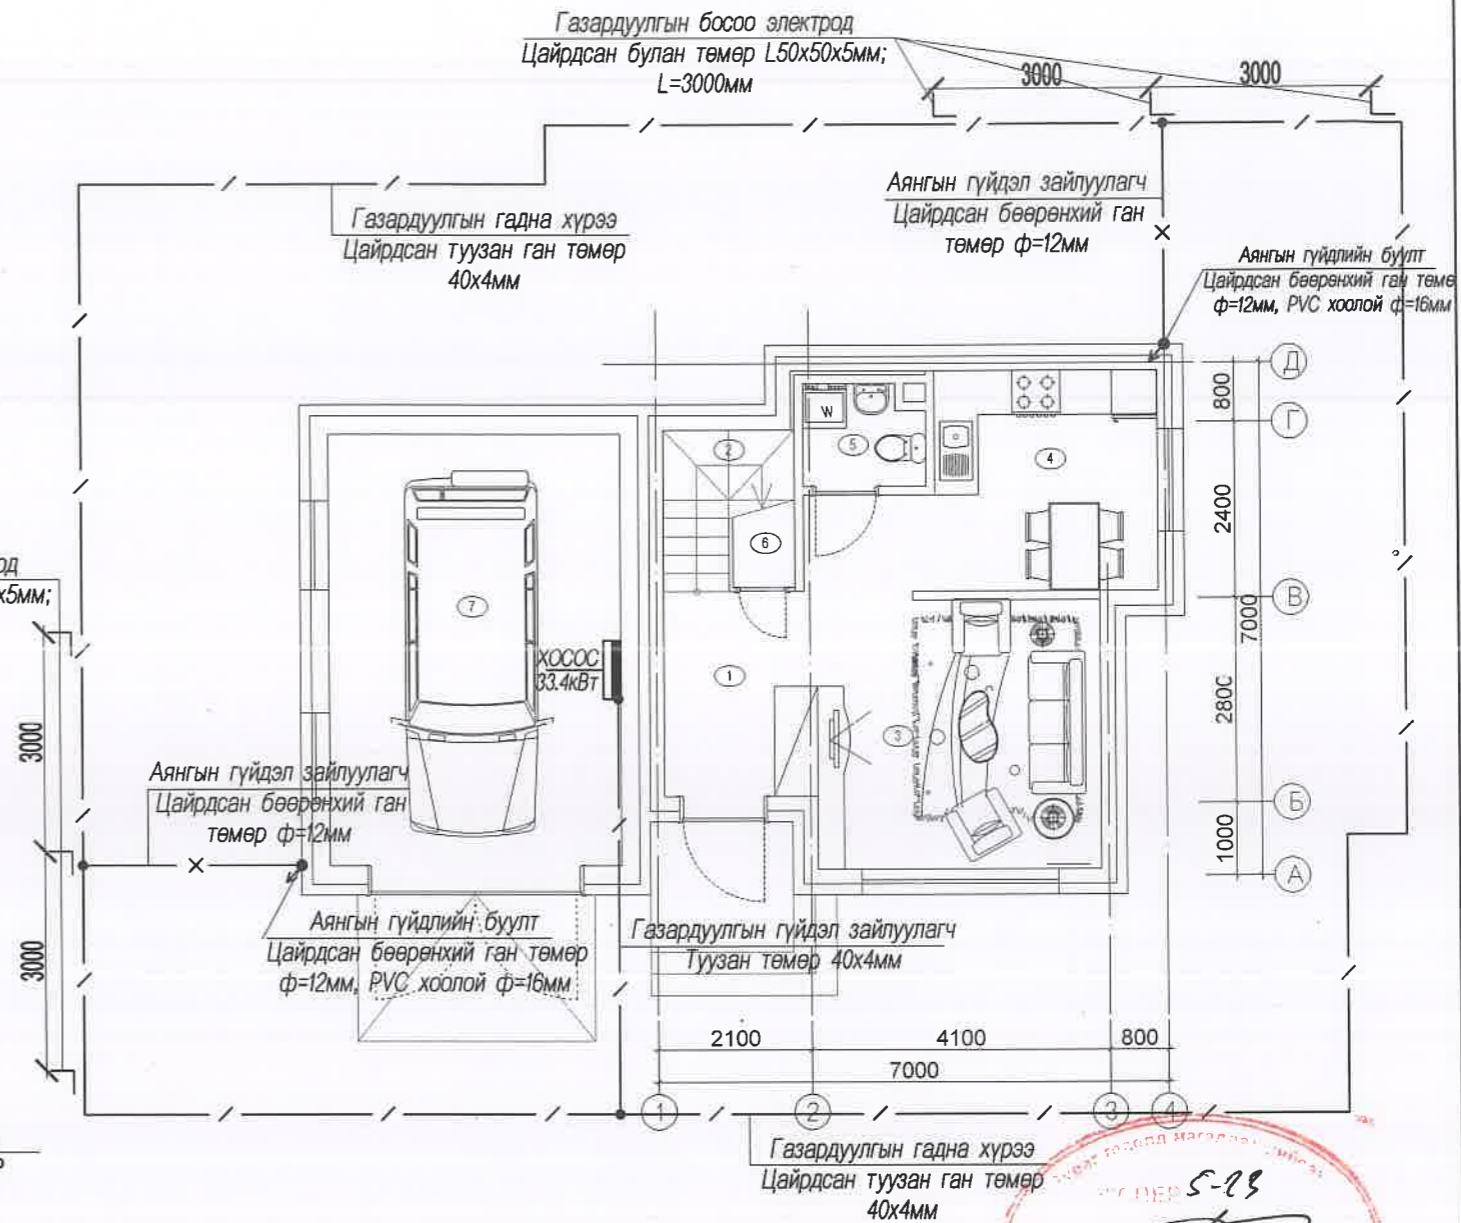 Газардуулгын босоо электрод
Цайрдсан булан төмөр L50x50x5мм;
L=3000мм
3000
3000
Газардуулгын гадна хүрээ
Цайрдсан туузан ган төмөр
40x4мм
Аянгын гүйдэл зайлуулагч
Цайрдсан бөөрөнхий ган
төмөр ф=12мм
Аянгын гүйдлийн буулт
Цайрдсан бөөрөнхий ган төмө
ф=12мм, PVC хоолой ф=16мм
Д
800
Г
W
2
5
4
2400
6
од
x5мм;
7
В
7000
ХОСОС
33.4кВт
1
3
2800
3000
Аянгын гүйдэл зайлуулагч
Цайрдсан бөөрөнхий ган
төмөр ф=12мм
Б
1000
А
3000
Аянгын гүйдлийн буулт
Цайрдсан бөөрөнхий ган төмөр
ф=12мм, PVC хоолой ф=16мм
Газардуулгын гүйдэл зайлуулагч
Туузан төмөр 40x4мм
2100
4100
800
7000
1
2
3
4
Газардуулгын гадна хүрээ
Цайрдсан туузан ган төмөр
40x4мм
5-23